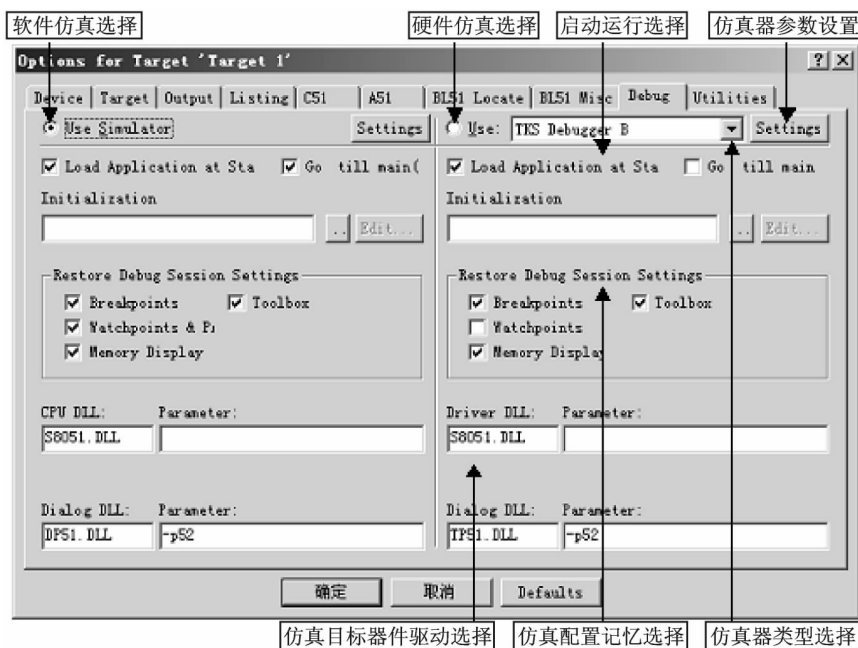 软件仿真选择 硬件仿真选择 启动运行选择 仿真器参数设置
Options for Target 'Target 1'
Device Target Output Listing C51 A51 BL51 Locate BL51 Misc Debug Utilities
Use Simulator Settings Use: TKS Debugger B Settings
Load Application at Sta Go till main( Load Application at Sta Go till main
Initialization Initialization
.. Edit... .. Edit...
Restore Debug Session Settings Restore Debug Session Settings
Breakpoints Toolbox Breakpoints Toolbox
Watchpoints & Pa Watchpoints
Memory Display Memory Display
CPU DLL: Parameter: Driver DLL: Parameter:
S8051.DLL S8051.DLL
Dialog DLL: Parameter: Dialog DLL: Parameter:
DP51.DLL -p52 TP51.DLL -p52
确定 取消 Defaults
仿真目标器件驱动选择 仿真配置记忆选择 仿真器类型选择